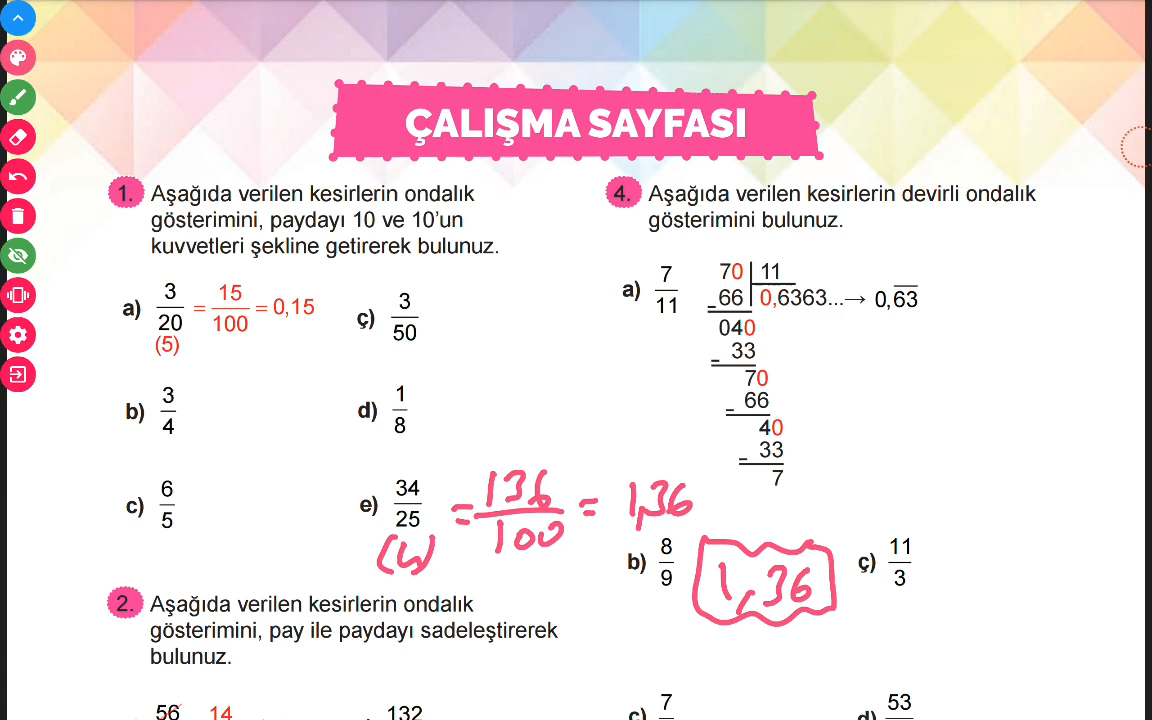 ÇALIŞMA SAYFASI
1. Aşağıda verilen kesirlerin ondalık
gösterimini, paydayı 10 ve 10'un
kuvvetleri şekline getirerek bulunuz.
a) 3/20 = 15/100 = 0,15
(5)
ç) 3/50
b) 3/4
d) 1/8
c) 6/5
e) 34/25 = 136/100 = 1,36
(4)
2. Aşağıda verilen kesirlerin ondalık
gösterimini, pay ile paydayı sadeleştirerek
bulunuz.
56 14
132
4. Aşağıda verilen kesirlerin devirli ondalık
gösterimini bulunuz.
a) 7/11
70 | 11
- 66 | 0,6363...→ 0,6̅3̅
040
- 33
70
- 66
40
- 33
7
b) 8/9
1,36
ç) 11/3
c) 7
d) 53